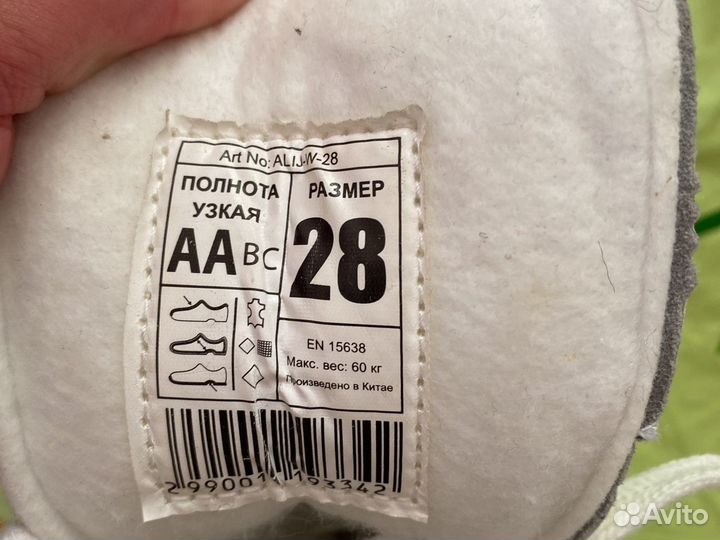 Art No: ALIJ-W-28
ПОЛНОТА
УЗКАЯ
AA BC
РАЗМЕР
28
EN 15638
Макс. вес: 60 кг
Произведено в Китае
Avito